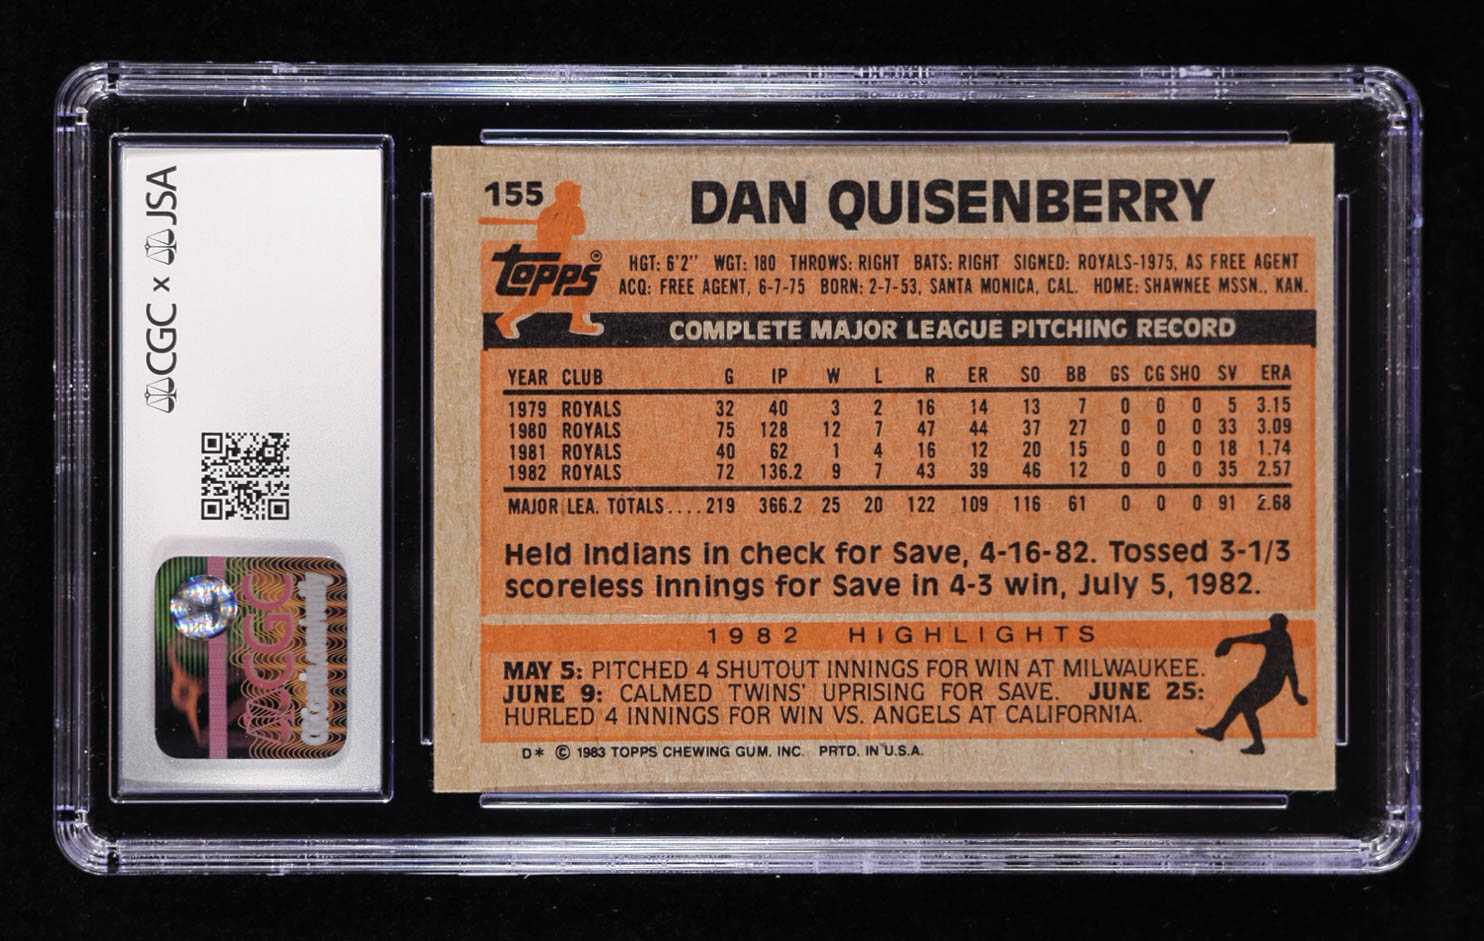 CGC x JSA
CGC
155
DAN QUISENBERRY
TOPPS®
HGT: 6'2" WGT: 180 THROWS: RIGHT BATS: RIGHT SIGNED: ROYALS-1975, AS FREE AGENT
ACQ: FREE AGENT, 6-7-75 BORN: 2-7-53, SANTA MONICA, CAL. HOME: SHAWNEE MSSN., KAN.
COMPLETE MAJOR LEAGUE PITCHING RECORD
YEAR CLUB G IP W L R ER SO BB GS CG SHO SV ERA
1979 ROYALS 32 40 3 2 16 14 13 7 0 0 0 5 3.15
1980 ROYALS 75 128 12 7 47 44 37 27 0 0 0 33 3.09
1981 ROYALS 40 62 1 4 16 12 20 15 0 0 0 18 1.74
1982 ROYALS 72 136.2 9 7 43 39 46 12 0 0 0 35 2.57
MAJOR LEA. TOTALS.... 219 366.2 25 20 122 109 116 61 0 0 0 91 2.68
Held Indians in check for Save, 4-16-82. Tossed 3-1/3
scoreless innings for Save in 4-3 win, July 5, 1982.
1982 HIGHLIGHTS
MAY 5: PITCHED 4 SHUTOUT INNINGS FOR WIN AT MILWAUKEE.
JUNE 9: CALMED TWINS' UPRISING FOR SAVE. JUNE 25:
HURLED 4 INNINGS FOR WIN VS. ANGELS AT CALIFORNIA.
D* © 1983 TOPPS CHEWING GUM, INC. PRTD. IN U.S.A.